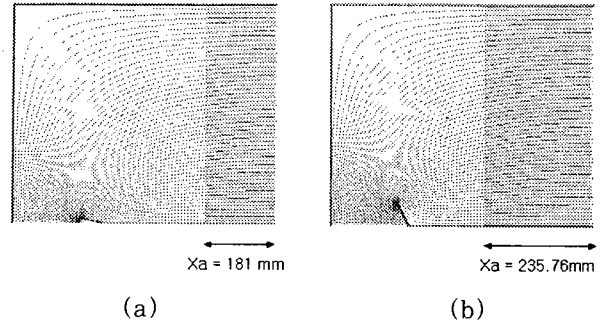 Xa = 181 mm
Xa = 235.76mm
(a)
(b)